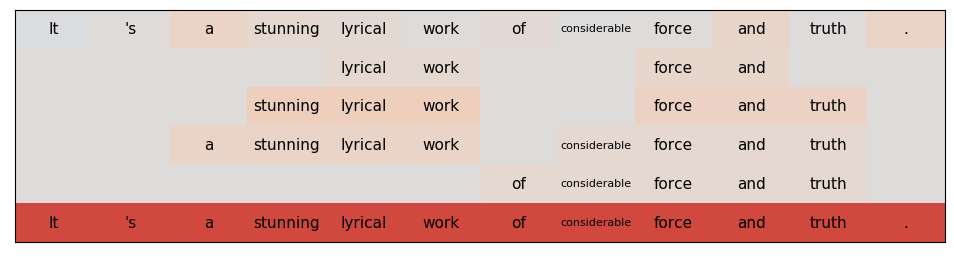 It 's a stunning lyrical work of considerable force and truth .
lyrical work force and
stunning lyrical work force and truth
a stunning lyrical work considerable force and truth
of considerable force and truth
It 's a stunning lyrical work of considerable force and truth .